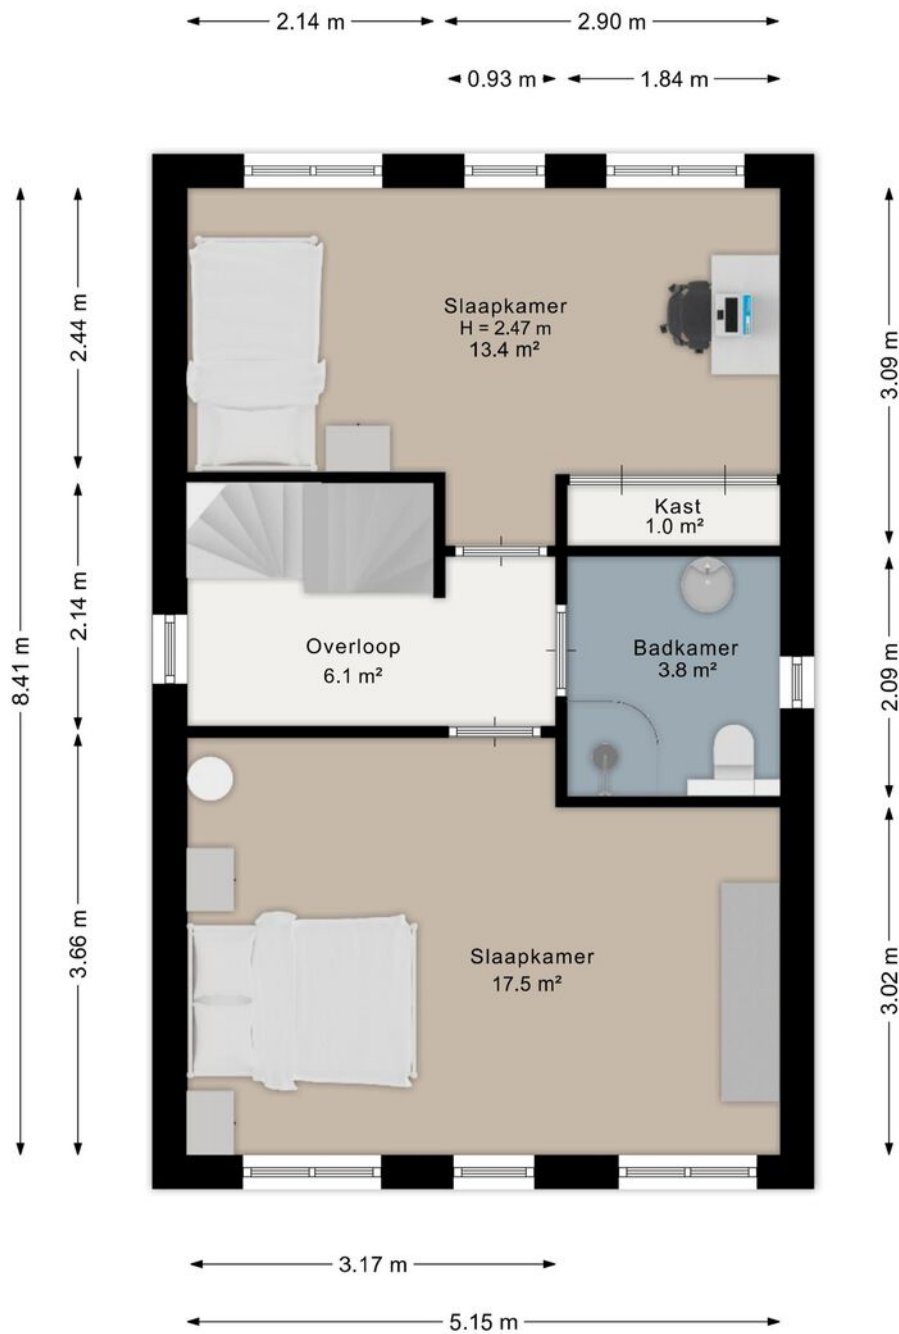 2.14 m
2.90 m
0.93 m
1.84 m
Slaapkamer
H = 2.47 m
13.4 m²
2.44 m
3.09 m
Kast
1.0 m²
2.14 m
8.41 m
Overloop
6.1 m²
Badkamer
3.8 m²
2.09 m
3.66 m
Slaapkamer
17.5 m²
3.02 m
3.17 m
5.15 m